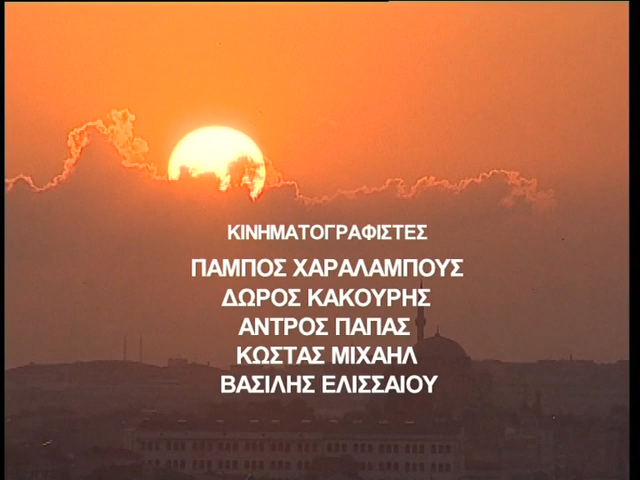 ΚΙΝΗΜΑΤΟΓΡΑΦΙΣΤΕΣ
ΠΑΜΠΟΣ ΧΑΡΑΛΑΜΠΟΥΣ
ΔΩΡΟΣ ΚΑΚΟΥΡΗΣ
ΑΝΤΡΟΣ ΠΑΠΑΣ
ΚΩΣΤΑΣ ΜΙΧΑΗΛ
ΒΑΣΙΛΗΣ ΕΛΙΣΣΑΙΟΥ